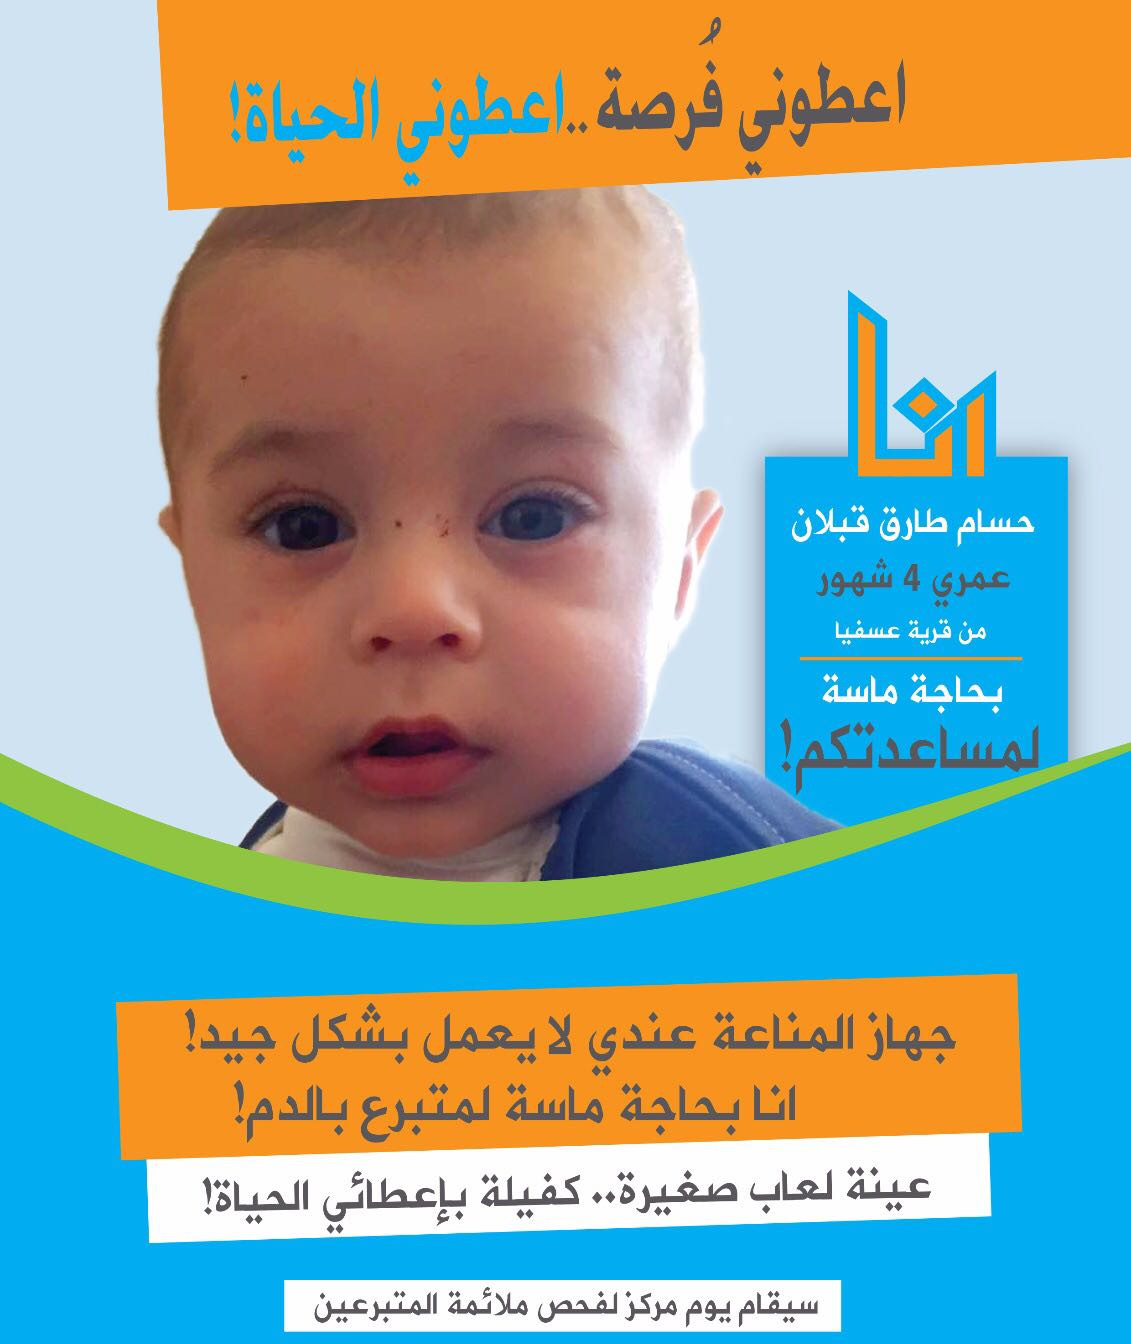 اعطوني فُرصة ..اعطوني الحياة!
انا
حسام طارق قبلان
عمري 4 شهور
من قرية عسفيا
بحاجة ماسة
لمساعدتكم!
جهاز المناعة عندي لا يعمل بشكل جيد!
انا بحاجة ماسة لمتبرع بالدم!
عينة لعاب صغيرة.. كفيلة بإعطائي الحياة!
سيقام يوم مركز لفحص ملائمة المتبرعين